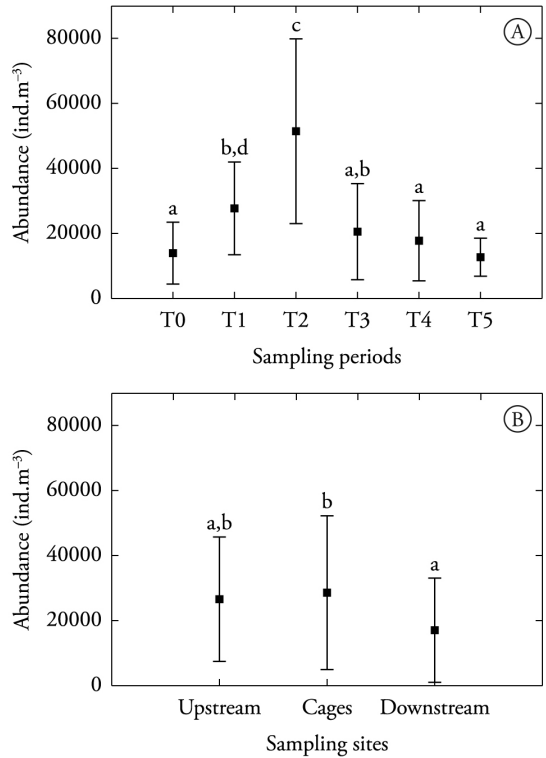 A
80000
60000
40000
20000
0
Abundance (ind.m⁻³)
a
b,d
c
a,b
a
a
T0 T1 T2 T3 T4 T5
Sampling periods
B
80000
60000
40000
20000
0
Abundance (ind.m⁻³)
a,b
b
a
Upstream Cages Downstream
Sampling sites